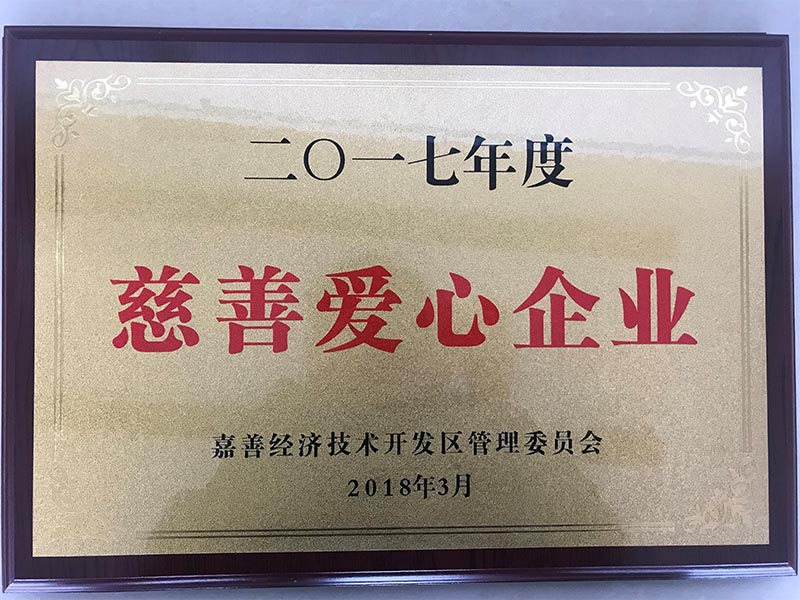 二〇一七年度
慈善爱心企业
嘉善经济技术开发区管理委员会
2018年3月